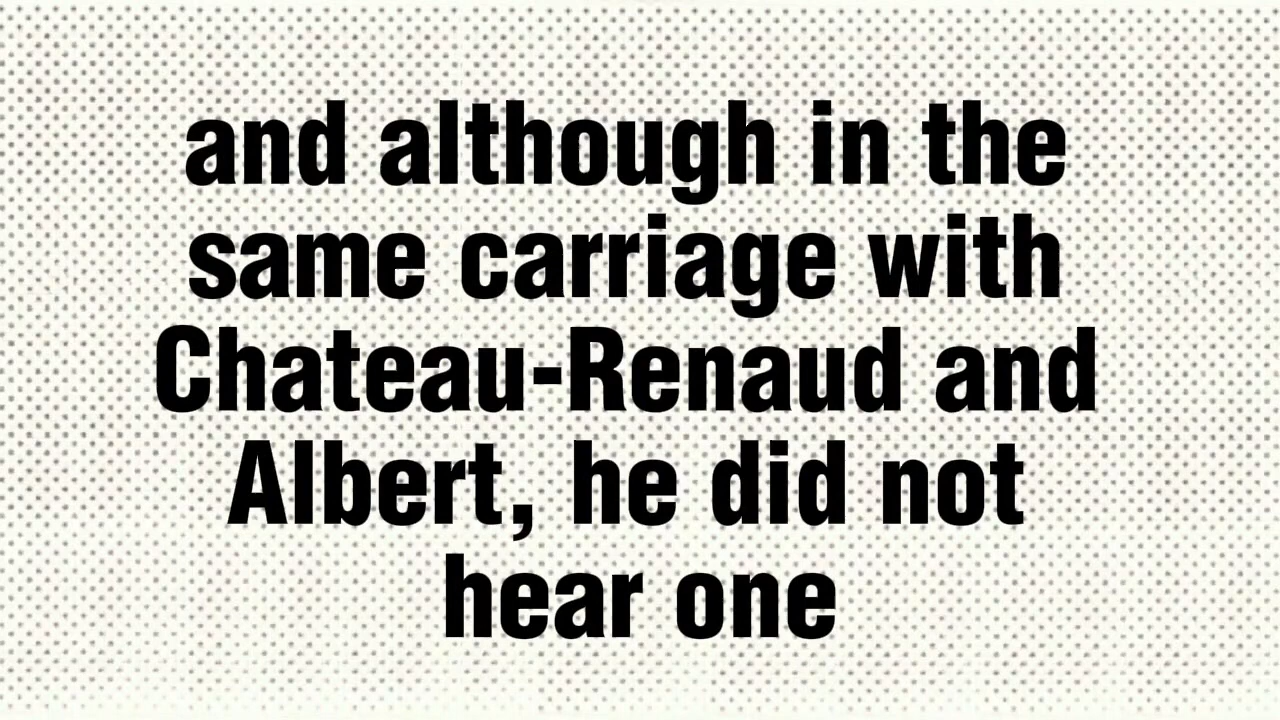 and although in the
same carriage with
Chateau-Renaud and
Albert, he did not
hear one